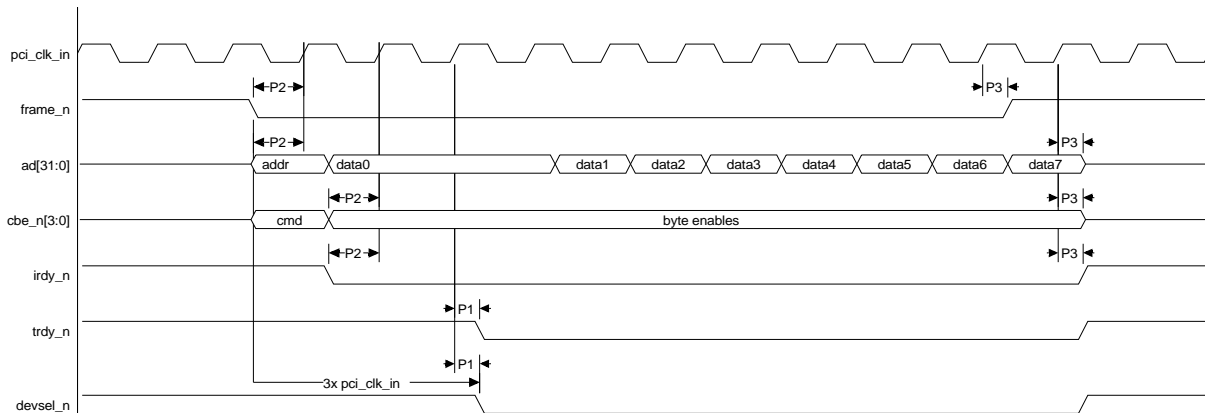 pci_clk_in
P2
P3
frame_n
P2
P3
ad[31:0]
addr data0 data1 data2 data3 data4 data5 data6 data7
P2
P3
cbe_n[3:0]
cmd byte enables
P2
P3
irdy_n
P1
trdy_n
P1
3x pci_clk_in
devsel_n